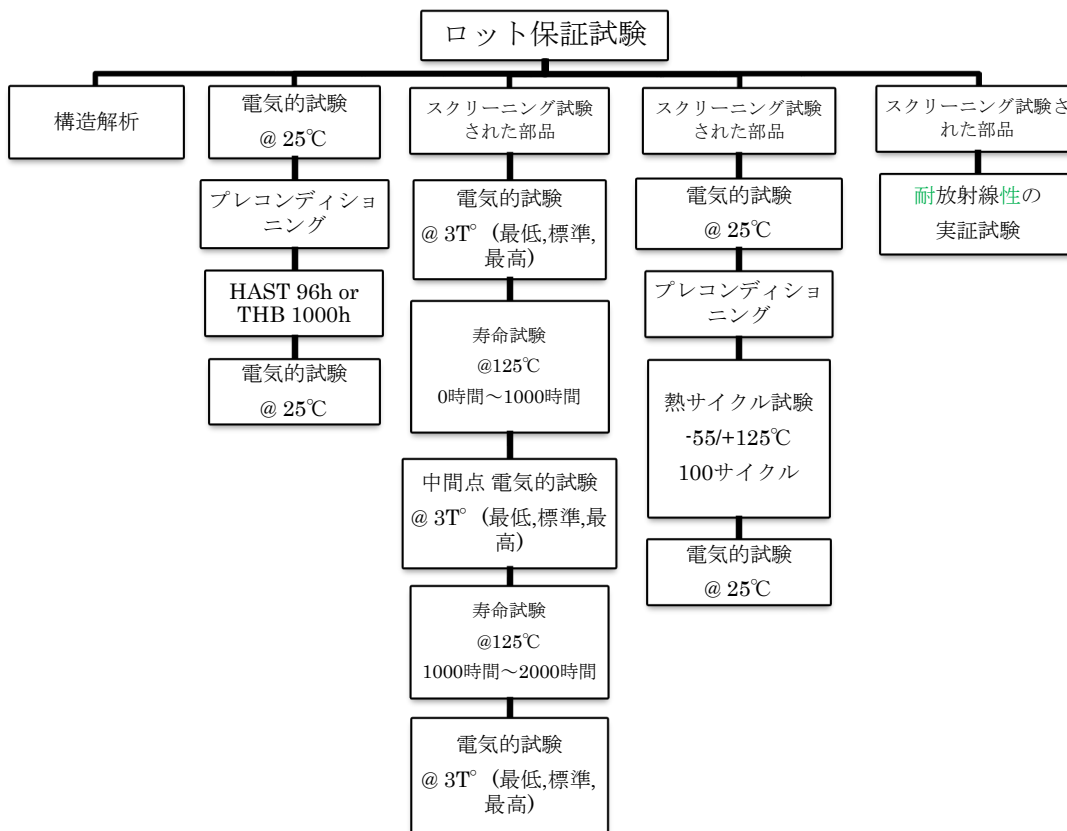 ロット保証試験
構造解析
電気的試験
@ 25℃
プレコンディショ
ニング
HAST 96h or
THB 1000h
電気的試験
@ 25℃
スクリーニング試験
された部品
電気的試験
@ 3T° (最低,標準,
最高)
寿命試験
@125℃
0時間～1000時間
中間点 電気的試験
@ 3T° (最低,標準,最
高)
寿命試験
@125℃
1000時間～2000時間
電気的試験
@ 3T° (最低,標準,
最高)
スクリーニング試験
された部品
電気的試験
@ 25℃
プレコンディショ
ニング
熱サイクル試験
-55/+125℃
100サイクル
電気的試験
@ 25℃
スクリーニング試験さ
れた部品
耐放射線性の
実証試験